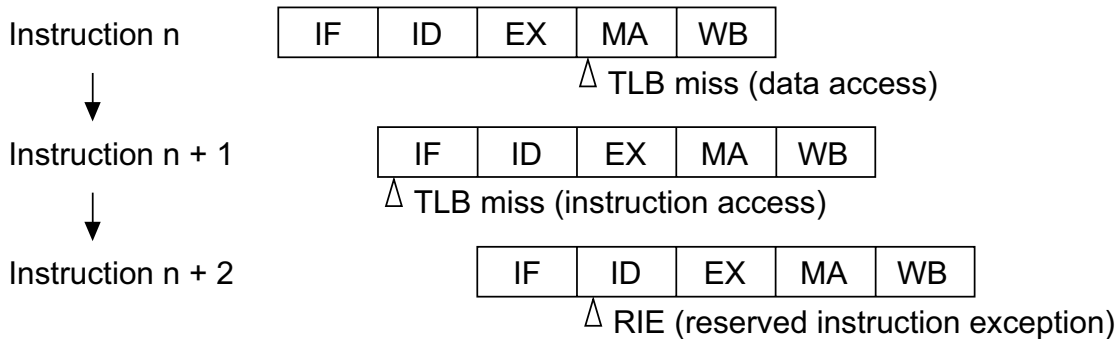 Instruction n IF ID EX MA WB
TLB miss (data access)
Instruction n + 1 IF ID EX MA WB
TLB miss (instruction access)
Instruction n + 2 IF ID EX MA WB
RIE (reserved instruction exception)